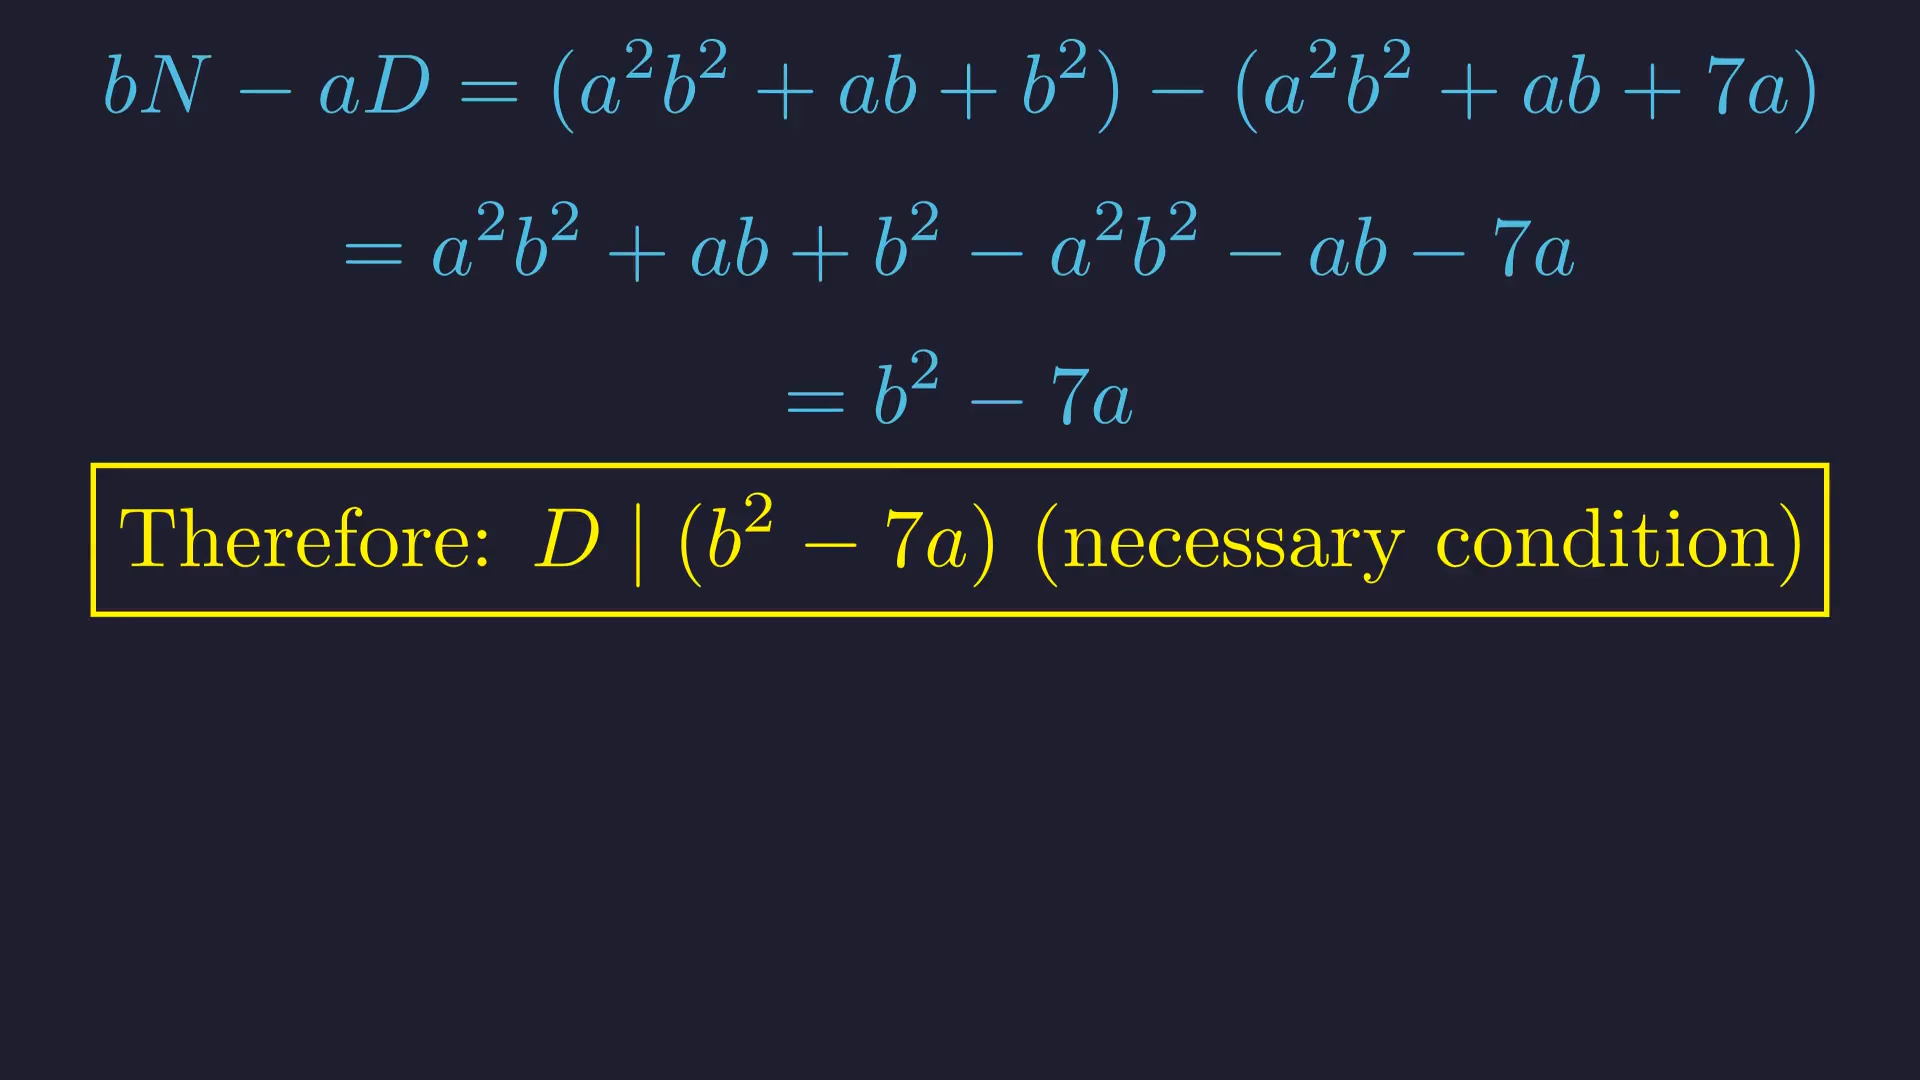 bN − aD = (a²b² + ab + b²) − (a²b² + ab + 7a)
= a²b² + ab + b² − a²b² − ab − 7a
= b² − 7a
Therefore: D | (b² − 7a) (necessary condition)